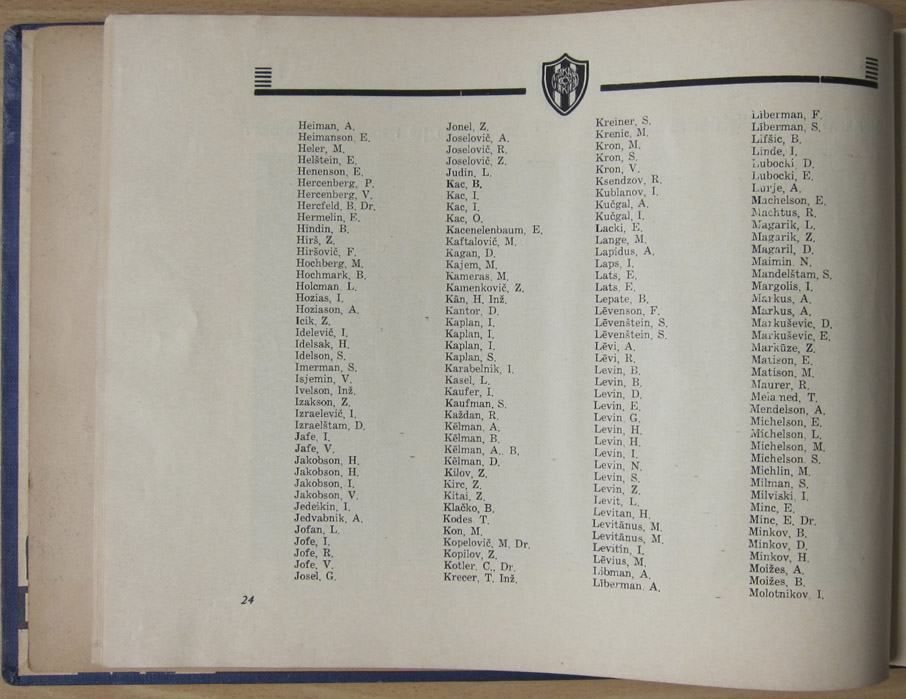 Heiman, A.
Heimanson, E.
Heler, M.
Helštein, E.
Henenson, E.
Hercenberg, P.
Hercenberg, V.
Hercfeld, B, Dr.
Hermelin, E.
Hindin, B.
Hirš, Z.
Hiršovič, F.
Hochberg, M.
Hochmark, B.
Holcman, L.
Hozias, I.
Hoziason, A.
Icik, Z.
Idelevič, I.
Idelsak, H.
Idelson, S.
Imerman, S.
Isjemin, V.
Ivelson, Inž.
Izakson, Z.
Izraelevič, I.
Izraelštam, D.
Jafe, I.
Jafe, V.
Jakobson, H.
Jakobson, H.
Jakobson, I.
Jakobson, V.
Jedeikin, I.
Jedvabnik, A.
Jofan, L.
Jofe, I.
Jofe, R.
Jofe, V.
Josel, G.
Jonel, Z.
Joselovič, A.
Joselovič, R.
Joselovič, Z.
Judin, L.
Kac, B.
Kac, I.
Kac, I.
Kac, O.
Kacenelenbaum, E.
Kaftalovič, M.
Kagan, D.
Kajem, M.
Kameras, M.
Kamenkovič, Z.
Kān, H. Inž.
Kantor, D.
Kaplan, I.
Kaplan, I.
Kaplan, I.
Kaplan, S.
Karabelnik, I.
Kasel, L.
Kaufer, I.
Kaufman, S.
Každan, R.
Kēlman, A.
Kēlman, B.
Kēlman, A. B.
Kēlman, D.
Kilov, Z.
Kirc, Z.
Kitai, Z.
Klačko, B.
Kodes T.
Kon, M.
Kopelovič, M, Dr.
Kopilov, Z.
Kotler, C., Dr.
Krecer, T. Inž.
Kreiner, S.
Krenic, M.
Kron, M.
Kron, S.
Kron, V.
Ksendzov, R.
Kublanov, I.
Kučgal, A.
Kučgal, I.
Lacki, E.
Lange, M.
Lapidus, A.
Laps, I.
Lats, E.
Lats, E.
Lepate, B.
Lēvenson, F.
Lēvenštein, S.
Lēvenštein, S.
Lēvi, A.
Lēvi, R.
Levin, B.
Levin, B.
Levin, D.
Levin, E.
Levin, G.
Levin, H.
Levin, H.
Levin, I.
Levin, N.
Levin, S.
Levin, Z.
Levit, L.
Levitan, H.
Levitānus, M.
Levitānus, M.
Levitin, I.
Lēvius, M.
Lībman, A.
Līberman, A.
Līberman, F.
Līberman, S.
Lifšic, B.
Linde, I.
Lubocki D.
Lubocki, E.
Lurje, A.
Machelson, E.
Machtus, R.
Magarik, L.
Magarik, Z.
Magaril, D.
Maimin N.
Mandelštam, S.
Margolis, I.
Markus, A.
Markus, A.
Markuševic, D.
Markuševic, E.
Markūze, Z.
Matison, E.
Matison, M.
Maurer, R.
T.
Mendelson, A.
Michelson, E.
Michelson, L.
Michelson, M.
Michelson S.
Michlin, M.
Milman, S.
Milviski, I.
Minc, E.
Minc, E. Dr.
Minkov, B.
Minkov, D.
Minkov, H.
Moižes, A.
Moižes, B.
Molotnikov, I.
24